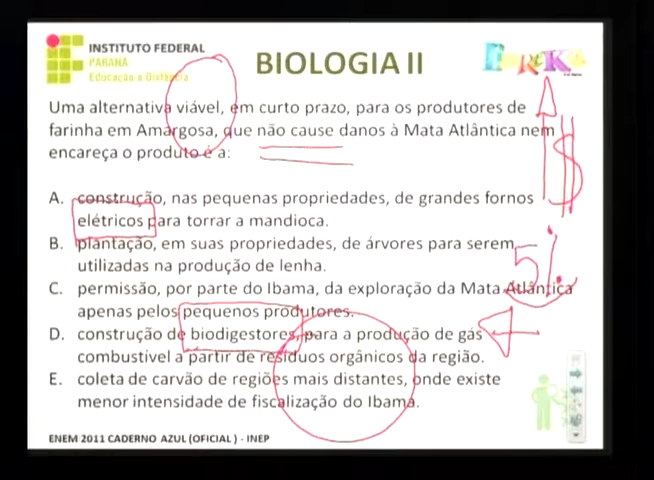 INSTITUTO FEDERAL
PARANÁ
Educação a Distância
BIOLOGIA II
EUREKA
Uma alternativa viável, em curto prazo, para os produtores de
farinha em Amargosa, que não cause danos à Mata Atlântica nem
encareça o produto é a:
A. construção, nas pequenas propriedades, de grandes fornos
elétricos para torrar a mandioca.
B. plantação, em suas propriedades, de árvores para serem
utilizadas na produção de lenha.
C. permissão, por parte do Ibama, da exploração da Mata Atlântica
apenas pelos pequenos produtores.
D. construção de biodigestores, para a produção de gás
combustível a partir de resíduos orgânicos da região.
E. coleta de carvão de regiões mais distantes, onde existe
menor intensidade de fiscalização do Ibama.
$
5%
ENEM 2011 CADERNO AZUL (OFICIAL ) - INEP